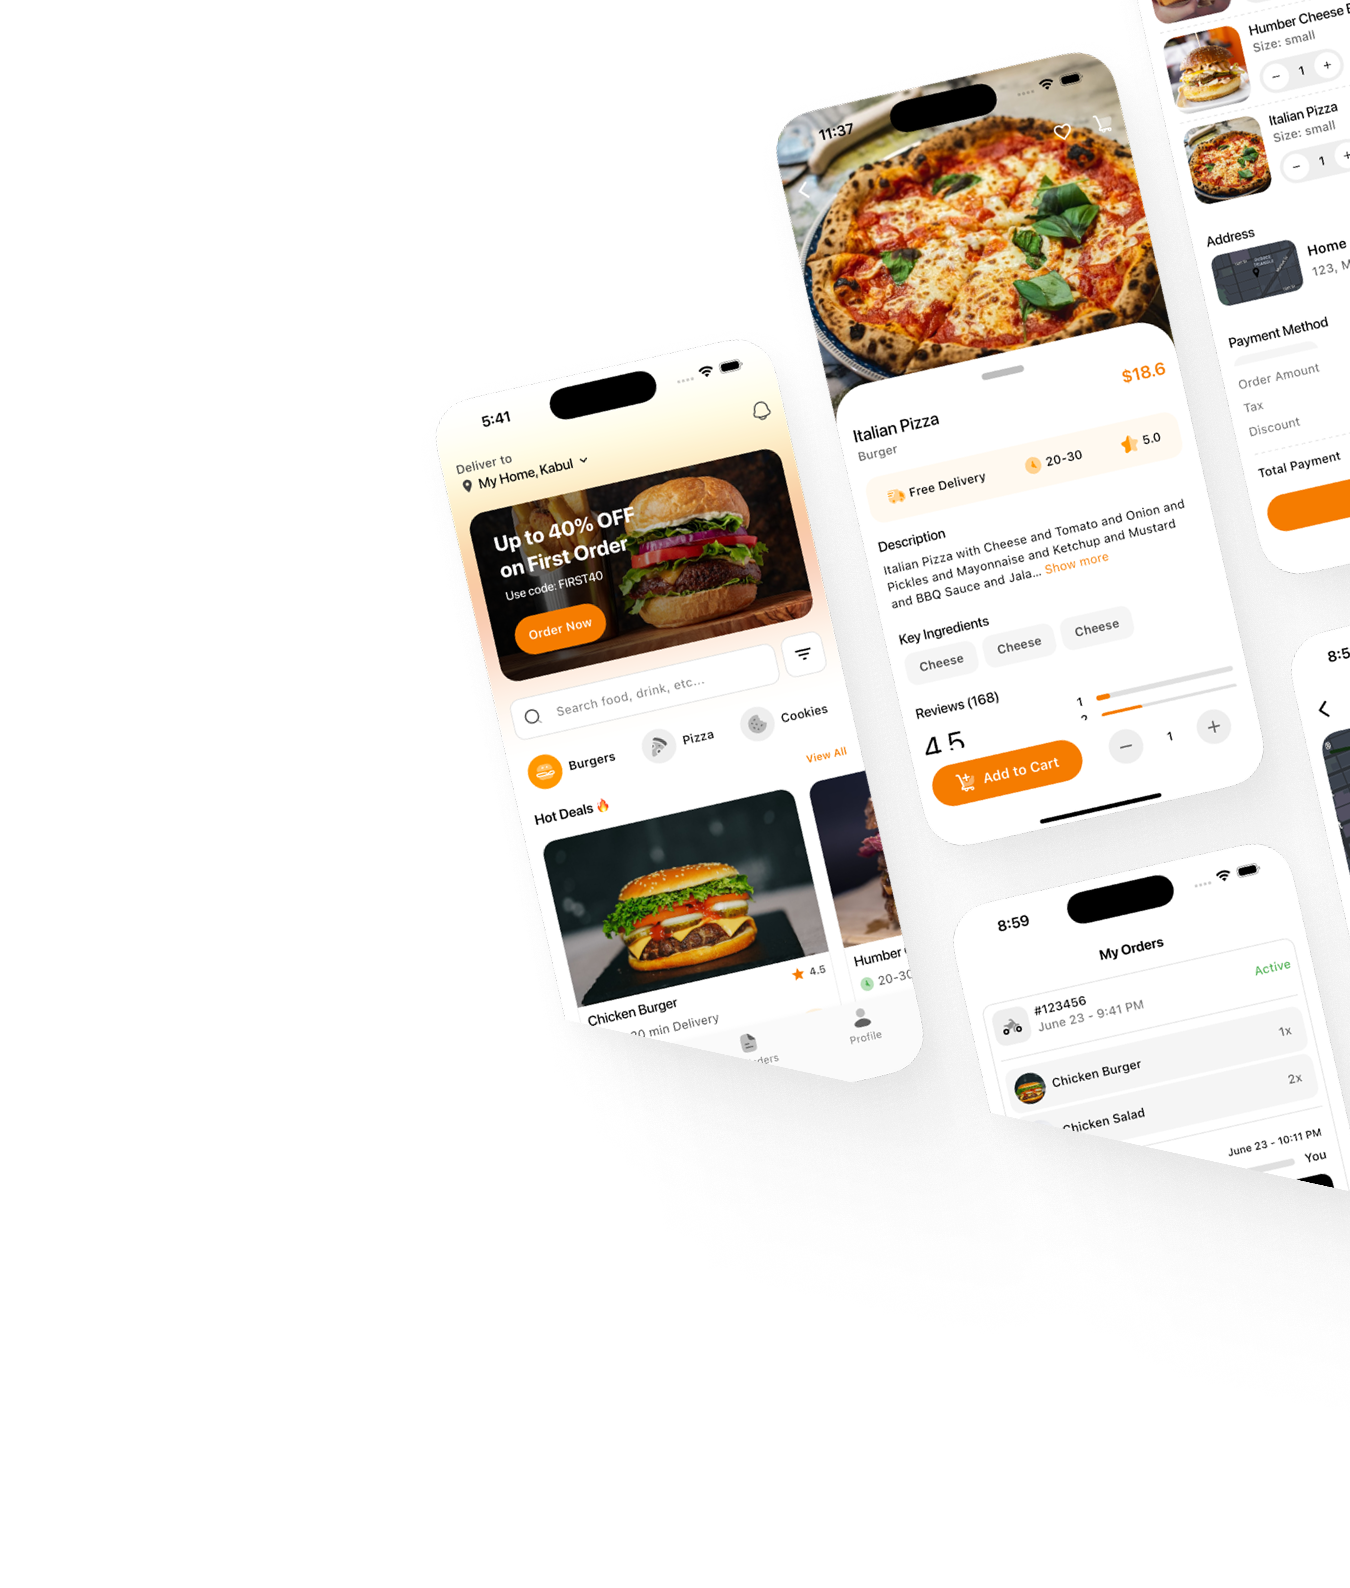 5:41
Deliver to
My Home, Kabul
Up to 40% OFF
on First Order
Use code: FIRST40
Order Now
Search food, drink, etc...
Burgers
Pizza
Cookies
Hot Deals 🔥
View All
Chicken Burger
4.5
min Delivery
Humber
20-30
Profile
11:37
Italian Pizza
$18.6
Burger
Free Delivery
20-30
5.0
Description
Italian Pizza with Cheese and Tomato and Onion and
Pickles and Mayonnaise and Ketchup and Mustard
and BBQ Sauce and Jala... Show more
Key Ingredients
Cheese
Cheese
Cheese
Reviews (168)
4.5
1
2
Add to Cart
1
Humber Cheese
Size: small
1
Italian Pizza
Size: small
1
Address
Home
123,
Payment Method
Order Amount
Tax
Discount
Total Payment
8:59
My Orders
#123456
June 23 - 9:41 PM
Active
Chicken Burger
1x
Chicken Salad
2x
June 23 - 10:11 PM
You